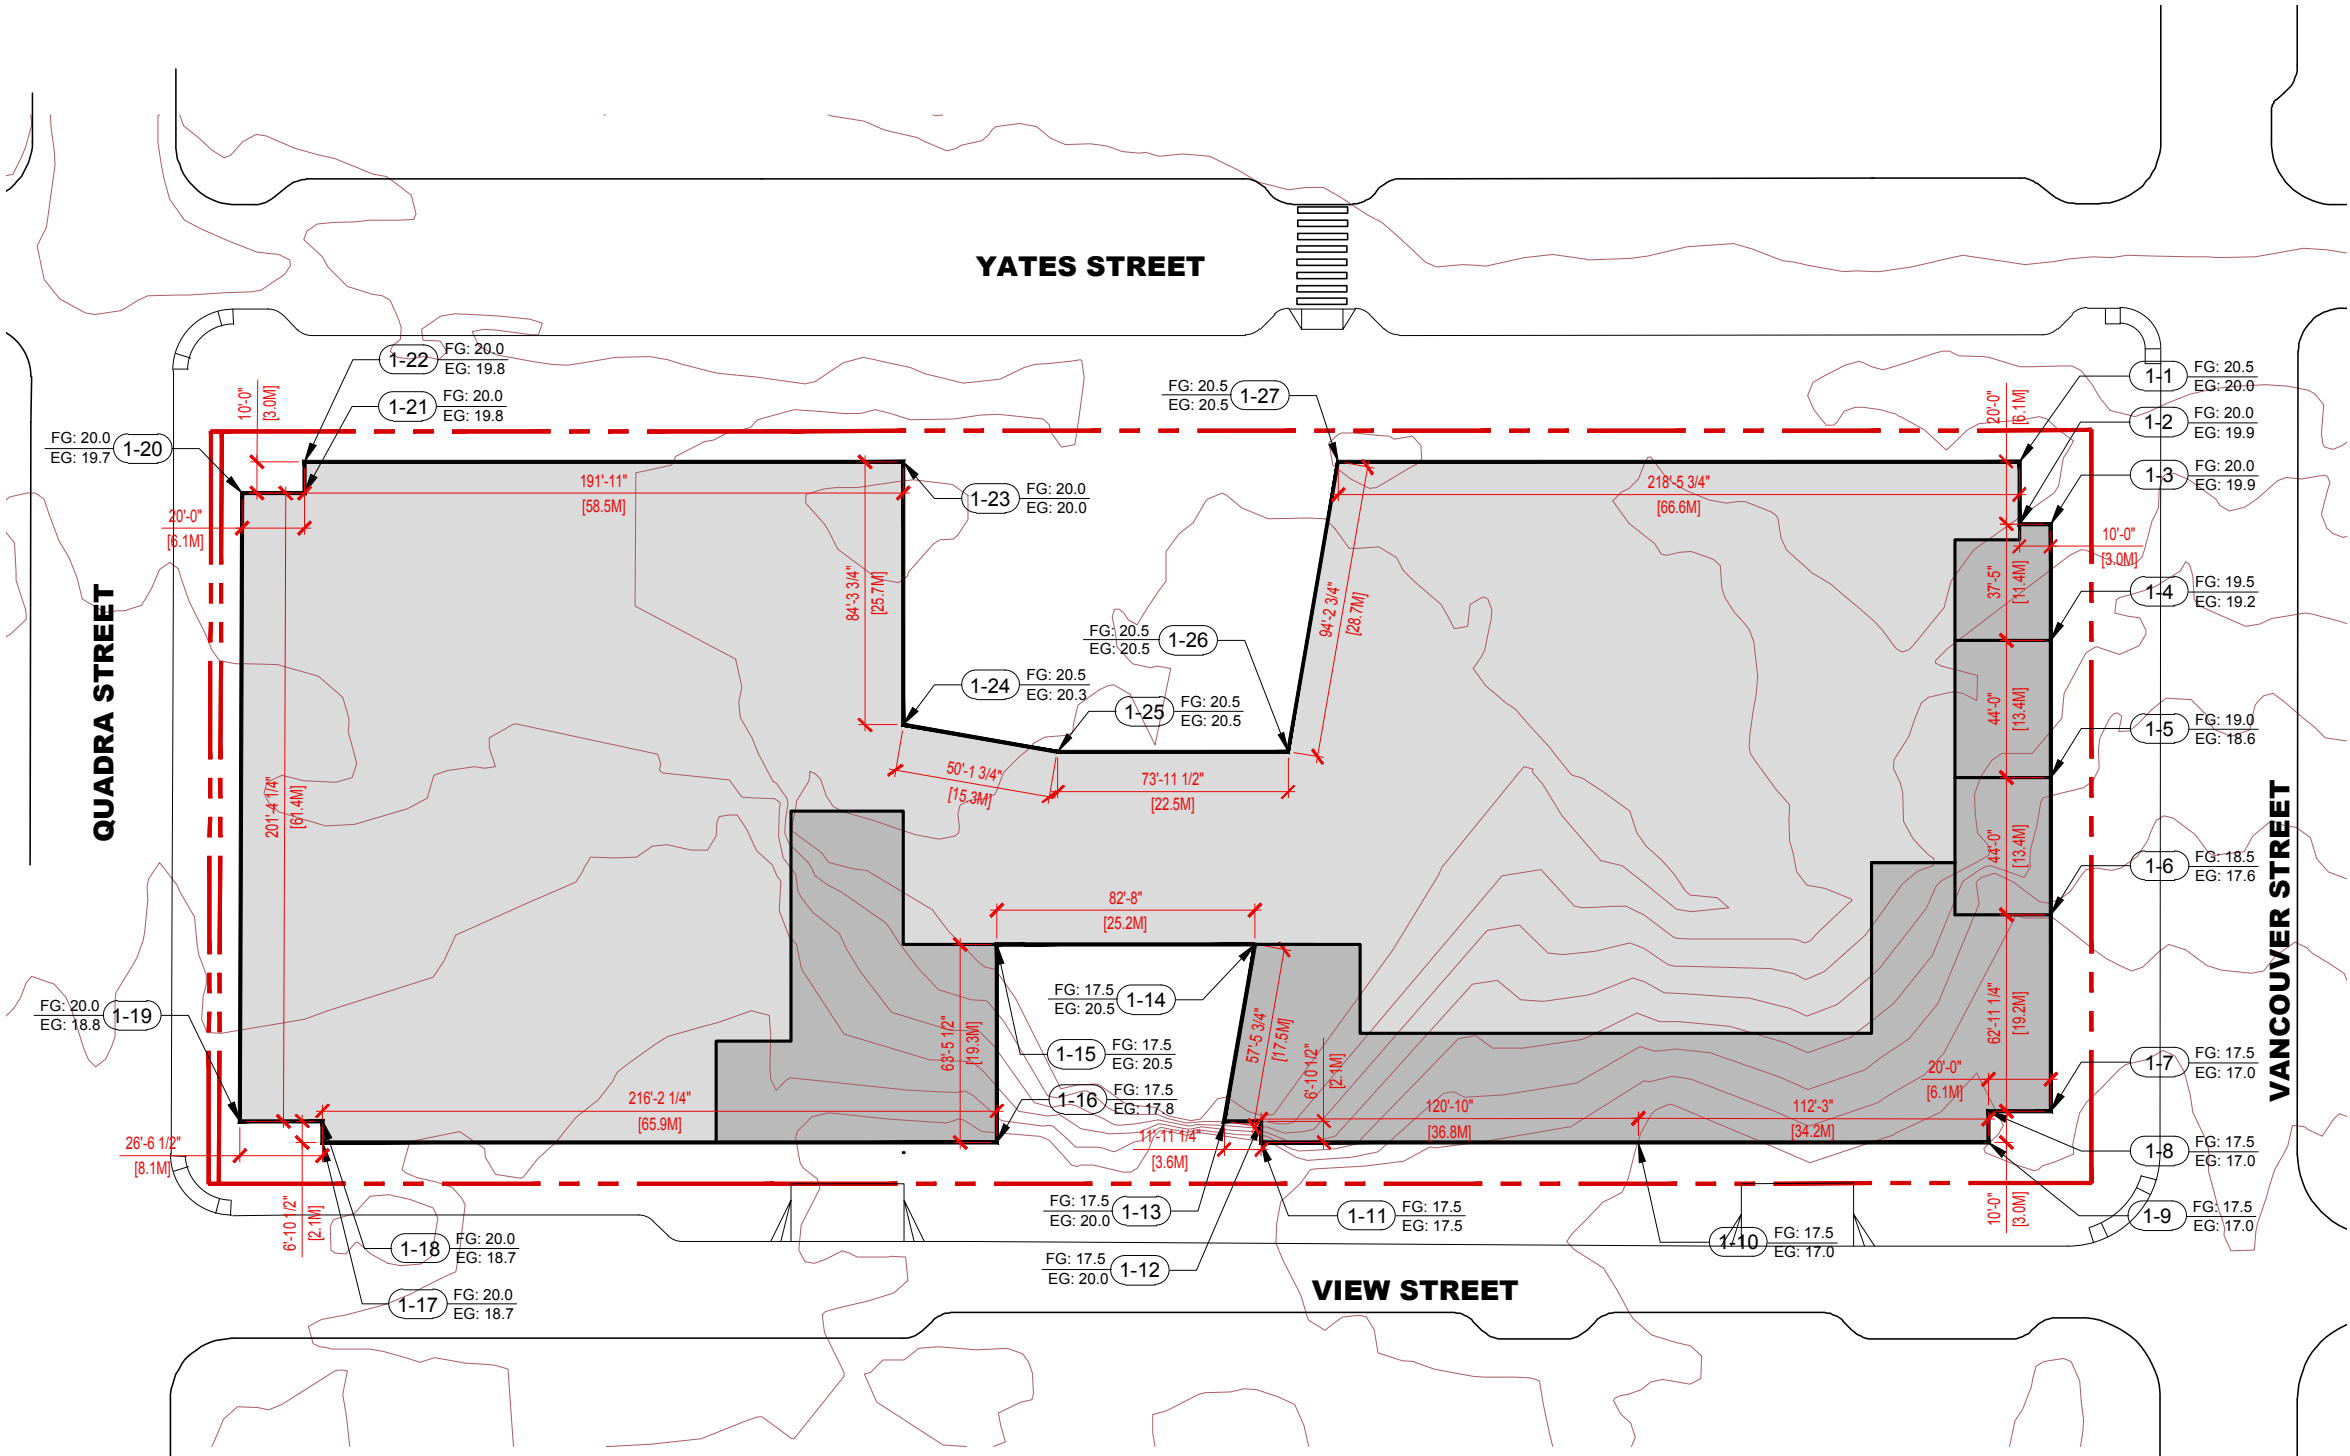 YATES STREET
1-22
FG: 20.0
EG: 19.8
1-21
FG: 20.0
EG: 19.8
10'-0"
[3.0M]
FG: 20.0
EG: 19.7
1-20
FG: 20.5
EG: 20.5
1-27
20'-0"
[6.1M]
1-1
FG: 20.5
EG: 20.0
1-2
FG: 20.0
EG: 19.9
1-3
FG: 20.0
EG: 19.9
191'-11"
[58.5M]
1-23
FG: 20.0
EG: 20.0
218'-5 3/4"
[66.6M]
20'-0"
[6.1M]
10'-0"
[3.0M]
84'-3 3/4"
[25.7M]
94'-2 3/4"
[28.7M]
37'-5"
[11.4M]
1-4
FG: 19.5
EG: 19.2
FG: 20.5
EG: 20.5
1-26
1-24
FG: 20.5
EG: 20.3
1-25
FG: 20.5
EG: 20.5
44'-0"
[13.4M]
1-5
FG: 19.0
EG: 18.6
QUADRA STREET
201'-4 1/4"
[61.4M]
50'-1 3/4"
[15.3M]
73'-11 1/2"
[22.5M]
44'-0"
[13.4M]
1-6
FG: 18.5
EG: 17.6
VANCOUVER STREET
82'-8"
[25.2M]
FG: 20.0
EG: 18.8
1-19
FG: 17.5
EG: 20.5
1-14
63'-5 1/2"
[19.3M]
1-15
FG: 17.5
EG: 20.5
57'-5 3/4"
[17.5M]
6'-10 1/2"
[2.1M]
62'-11 1/4"
[19.2M]
1-7
FG: 17.5
EG: 17.0
20'-0"
[6.1M]
216'-2 1/4"
[65.9M]
1-16
FG: 17.5
EG: 17.8
120'-10"
[36.8M]
112'-3"
[34.2M]
26'-6 1/2"
[8.1M]
11'-11 1/4"
[3.6M]
1-8
FG: 17.5
EG: 17.0
6'-10 1/2"
[2.1M]
FG: 17.5
EG: 20.0
1-13
1-11
FG: 17.5
EG: 17.5
10'-0"
[3.0M]
1-9
FG: 17.5
EG: 17.0
1-18
FG: 20.0
EG: 18.7
1-10
FG: 17.5
EG: 17.0
FG: 17.5
EG: 20.0
1-12
1-17
FG: 20.0
EG: 18.7
VIEW STREET